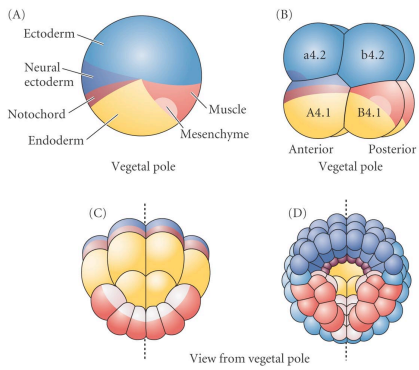 (A)
Ectoderm
Neural
ectoderm
Notochord
Endoderm
Muscle
Mesenchyme
Vegetal pole
(B)
a4.2
b4.2
A4.1
B4.1
Anterior
Posterior
Vegetal pole
(C)
(D)
View from vegetal pole